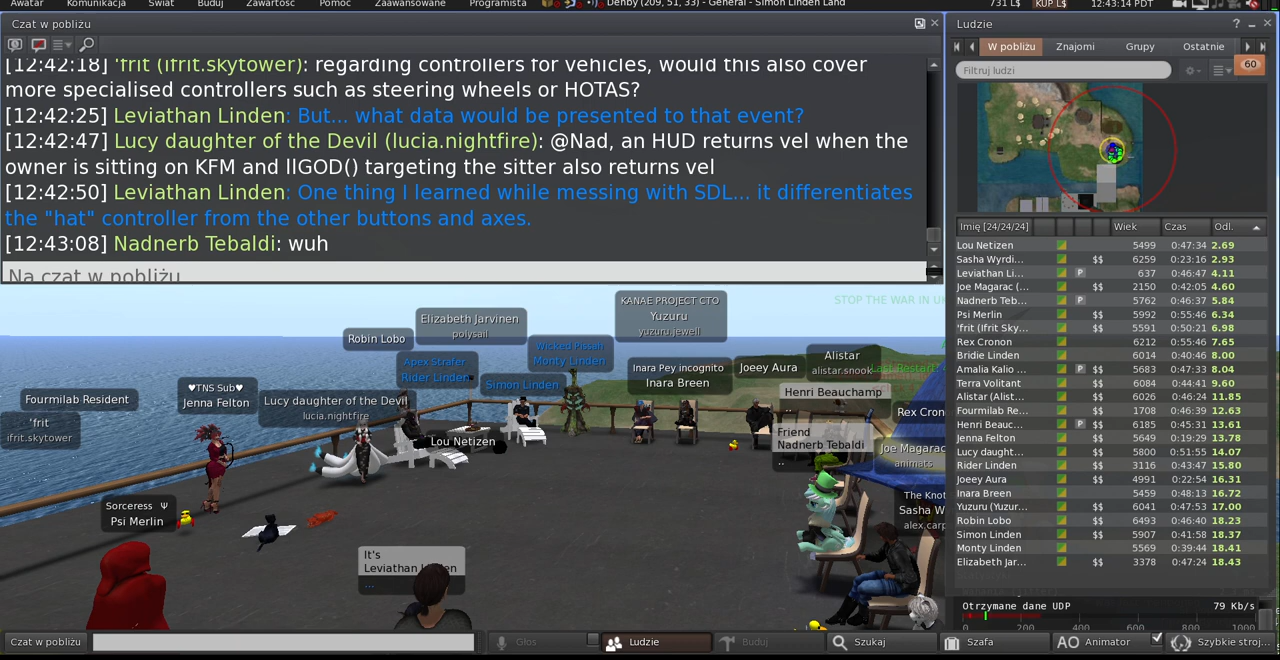 Awatar Komunikacja Świat Buduj Zawartość Pomoc Zaawansowane Programista Denby (209, 51, 33) - General - Simon Linden Land 731 L$ KUP L$ 12:43:14 PDT
Czat w pobliżu
[12:42:18] 'frit (ifrit.skytower): regarding controllers for vehicles, would this also cover
more specialised controllers such as steering wheels or HOTAS?
[12:42:25] Leviathan Linden: But... what data would be presented to that event?
[12:42:47] Lucy daughter of the Devil (lucia.nightfire): @Nad, an HUD returns vel when the
owner is sitting on KFM and llGOD() targeting the sitter also returns vel
[12:42:50] Leviathan Linden: One thing I learned while messing with SDL... it differentiates
the "hat" controller from the other buttons and axes.
[12:43:08] Nadnerb Tebaldi: wuh
Na czat w pobliżu
STOP THE WAR IN UK
KANAE PROJECT CTO
Yuzuru
yuzuru.jewell
Elizabeth Jarvinen
polysail
Robin Lobo
Wicked Pissah
Monty Linden
Apex Strafer
Rider Linden
Simon Linden
Inara Pey incognito
Inara Breen
Joeey Aura
Alistar
alistar.snook
Last Restart: 4
Henri Beauchamp
..
♥TNS Sub♥
Jenna Felton
Fourmilab Resident
Lucy daughter of the Devil
lucia.nightfire
'frit
ifrit.skytower
Lou Netizen
Rex Cron
Friend
Nadnerb Tebaldi
..
Joe Magarac
animats
The Knot
Sasha W
alex.carp
Sorceress Ψ
Psi Merlin
It's
Leviathan L en
...
Ludzie
W pobliżu Znajomi Grupy Ostatnie
Filtruj ludzi
60
Imię [24/24/24] Wiek Czas Odl.
Lou Netizen 5499 0:47:34 2.69
Sasha Wyrdi... $$ 6259 0:23:16 2.93
Leviathan Li... P 637 0:46:47 4.11
Joe Magarac (... $$ 2150 0:42:05 4.60
Nadnerb Teb... P 5762 0:46:37 5.84
Psi Merlin $$ 5992 0:55:46 6.34
'frit (Ifrit Sky... $$ 5591 0:50:21 6.98
Rex Cronon $$ 6212 0:55:46 7.65
Bridie Linden 6014 0:40:46 8.00
Amalia Kalio ... P $$ 5683 0:47:33 8.04
Terra Volitant $$ 6084 0:44:41 9.60
Alistar (Alist... $$ 6026 0:46:24 11.85
Fourmilab Re... $$ 1708 0:46:39 12.63
Henri Beauc... P $$ 6185 0:45:31 13.61
Jenna Felton $$ 5649 0:19:29 13.78
Lucy daught... $$ 5800 0:51:55 14.07
Rider Linden $$ 3116 0:43:47 15.80
Joeey Aura $$ 4991 0:22:54 16.31
Inara Breen 5459 0:48:13 16.72
Yuzuru (Yuzur... $$ 6041 0:47:53 17.00
Robin Lobo $$ 6493 0:46:40 18.23
Simon Linden $$ 5907 0:41:58 18.37
Monty Linden 5569 0:39:44 18.41
Elizabeth Jar... $$ 3378 0:47:24 18.43
Otrzymane dane UDP 79 Kb/s
0 200 400 600 800 1000
Czat w pobliżu Głos Ludzie Buduj Szukaj Szafa AO Animator Szybkie stroj...